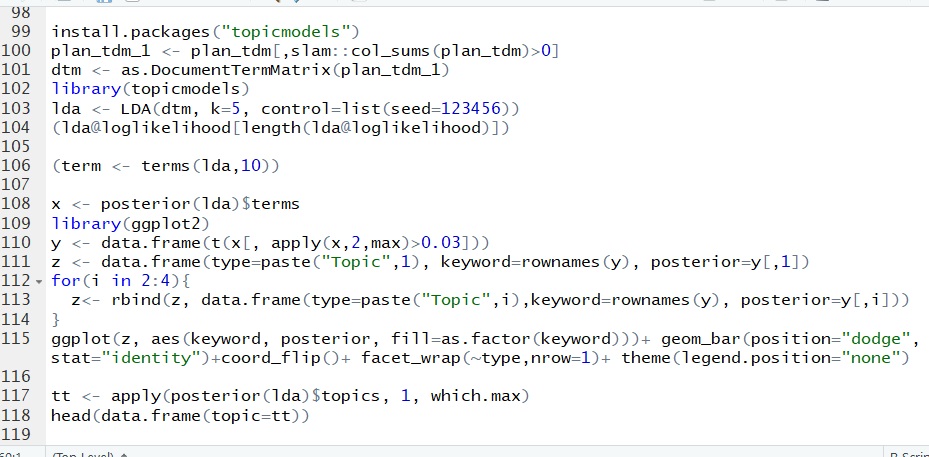 98
99 install.packages("topicmodels")
100 plan_tdm_1 <- plan_tdm[,slam::col_sums(plan_tdm)>0]
101 dtm <- as.DocumentTermMatrix(plan_tdm_1)
102 library(topicmodels)
103 lda <- LDA(dtm, k=5, control=list(seed=123456))
104 (lda@loglikelihood[length(lda@loglikelihood)])
105
106 (term <- terms(lda,10))
107
108 x <- posterior(lda)$terms
109 library(ggplot2)
110 y <- data.frame(t(x[, apply(x,2,max)>0.03]))
111 z <- data.frame(type=paste("Topic",1), keyword=rownames(y), posterior=y[,1])
112 for(i in 2:4){
113   z<- rbind(z, data.frame(type=paste("Topic",i),keyword=rownames(y), posterior=y[,i]))
114 }
115 ggplot(z, aes(keyword, posterior, fill=as.factor(keyword)))+ geom_bar(position="dodge",
stat="identity")+coord_flip()+ facet_wrap(~type,nrow=1)+ theme(legend.position="none")
116
117 tt <- apply(posterior(lda)$topics, 1, which.max)
118 head(data.frame(topic=tt))
119